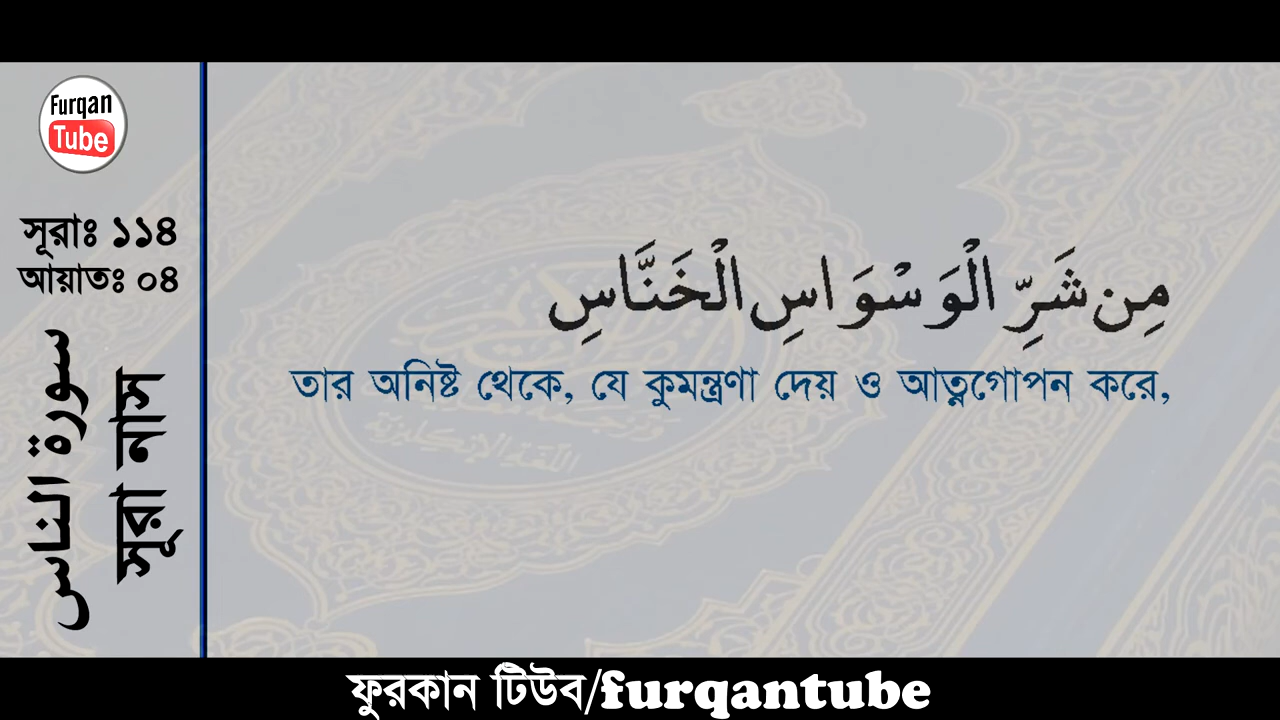 Furqan
Tube
সূরাঃ ১১৪
আয়াতঃ ০৪
سورة الناس
সূরা নাস
مِن شَرِّ الْوَسْوَاسِ الْخَنَّاسِ
তার অনিষ্ট থেকে, যে কুমন্ত্রণা দেয় ও আত্নগোপন করে,
ফুরকান টিউব/furqantube